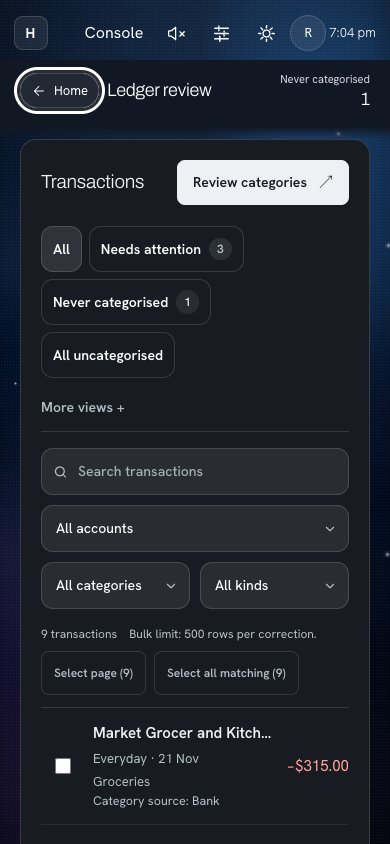 H
Console
R
7:04 pm
← Home
Ledger review
Never categorised
1
Transactions
Review categories ↗
All
Needs attention 3
Never categorised 1
All uncategorised
More views +
Search transactions
All accounts
All categories
All kinds
9 transactions Bulk limit: 500 rows per correction.
Select page (9)
Select all matching (9)
Market Grocer and Kitch...
Everyday · 21 Nov
−$315.00
Groceries
Category source: Bank